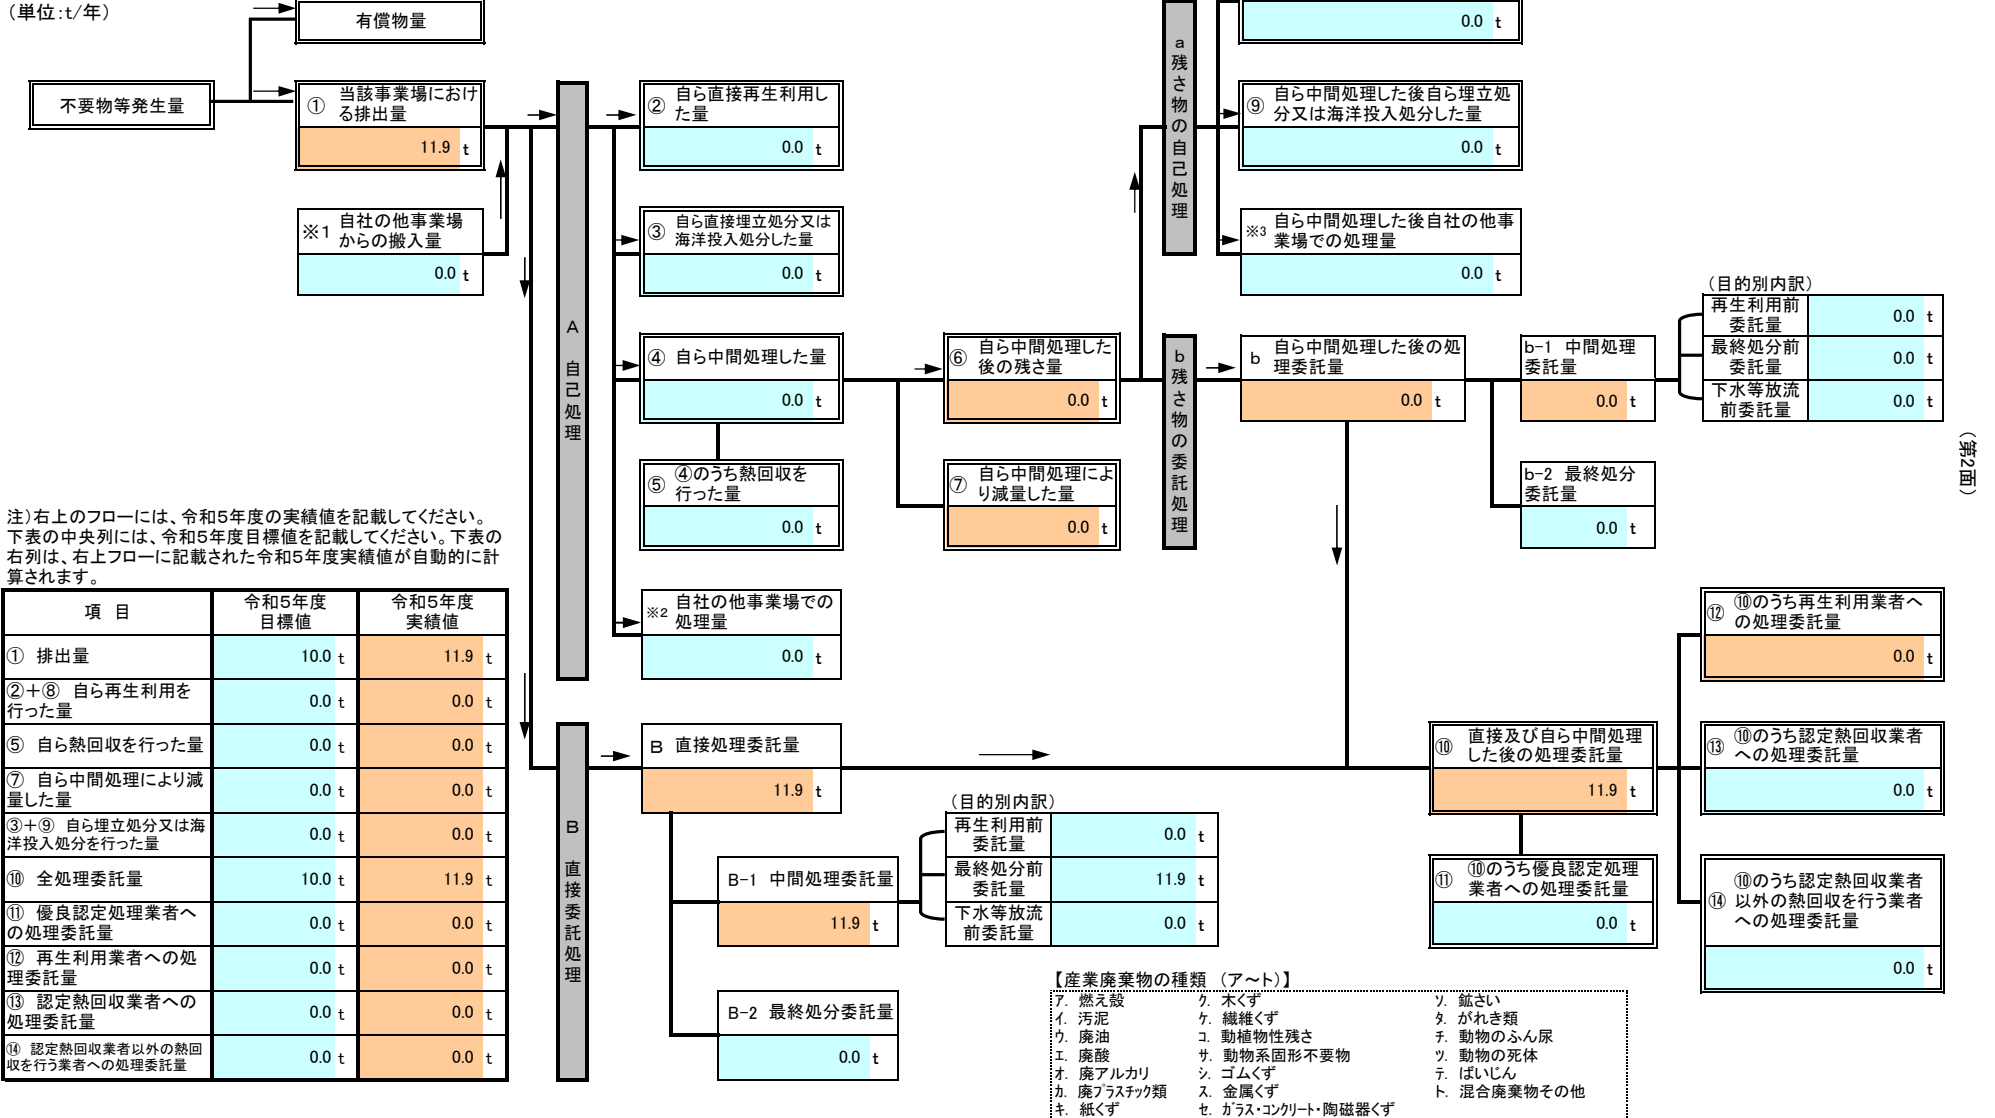 （単位:t/年）
有償物量
不要物等発生量
① 当該事業場におけ
る排出量
11.9 t
※1 自社の他事業場
からの搬入量
0.0 t
A 自己処理
② 自ら直接再生利用し
た量
0.0 t
③ 自ら直接埋立処分又は
海洋投入処分した量
0.0 t
④ 自ら中間処理した量
0.0 t
⑤ ④のうち熱回収を
行った量
0.0 t
※2 自社の他事業場での
処理量
0.0 t
⑥ 自ら中間処理した
後の残さ量
0.0 t
⑦ 自ら中間処理によ
り減量した量
0.0 t
a残さ物の自己処理
0.0 t
⑨ 自ら中間処理した後自ら埋立処
分又は海洋投入処分した量
0.0 t
※3 自ら中間処理した後自社の他事
業場での処理量
0.0 t
b残さ物の委託処理
b 自ら中間処理した後の処
理委託量
0.0 t
b-1 中間処理
委託量
0.0 t
b-2 最終処分
委託量
0.0 t
（目的別内訳）
再生利用前
委託量
0.0 t
最終処分前
委託量
0.0 t
下水等放流
前委託量
0.0 t
（第2面）
注）右上のフローには、令和５年度の実績値を記載してください。
下表の中央列には、令和５年度目標値を記載してください。下表の
右列は、右上フローに記載された令和５年度実績値が自動的に計
算されます。
項 目
令和５年度
目標値
令和５年度
実績値
① 排出量
10.0 t 11.9 t
②＋⑧ 自ら再生利用を
行った量
0.0 t 0.0 t
⑤ 自ら熱回収を行った量
0.0 t 0.0 t
⑦ 自ら中間処理により減
量した量
0.0 t 0.0 t
③＋⑨ 自ら埋立処分又は海
洋投入処分を行った量
0.0 t 0.0 t
⑩ 全処理委託量
10.0 t 11.9 t
⑪ 優良認定処理業者へ
の処理委託量
0.0 t 0.0 t
⑫ 再生利用業者への処
理委託量
0.0 t 0.0 t
⑬ 認定熱回収業者への
処理委託量
0.0 t 0.0 t
⑭ 認定熱回収業者以外の熱回
収を行う業者への処理委託量
0.0 t 0.0 t
B 直接委託処理
B 直接処理委託量
11.9 t
B-1 中間処理委託量
11.9 t
B-2 最終処分委託量
0.0 t
（目的別内訳）
再生利用前
委託量
0.0 t
最終処分前
委託量
11.9 t
下水等放流
前委託量
0.0 t
⑩ 直接及び自ら中間処理
した後の処理委託量
11.9 t
⑪ ⑩のうち優良認定処理
業者への処理委託量
0.0 t
⑫ ⑩のうち再生利用業者へ
の処理委託量
0.0 t
⑬ ⑩のうち認定熱回収業者
への処理委託量
0.0 t
⑭ ⑩のうち認定熱回収業者
以外の熱回収を行う業者
への処理委託量
0.0 t
【産業廃棄物の種類 （ア～ト）】
ア. 燃え殻
イ. 汚泥
ウ. 廃油
エ. 廃酸
オ. 廃アルカリ
カ. 廃プラスチック類
キ. 紙くず
ク. 木くず
ケ. 繊維くず
コ. 動植物性残さ
サ. 動物系固形不要物
シ. ゴムくず
ス. 金属くず
セ. ガラス・コンクリート・陶磁器くず
ソ. 鉱さい
タ. がれき類
チ. 動物のふん尿
ツ. 動物の死体
テ. ばいじん
ト. 混合廃棄物その他